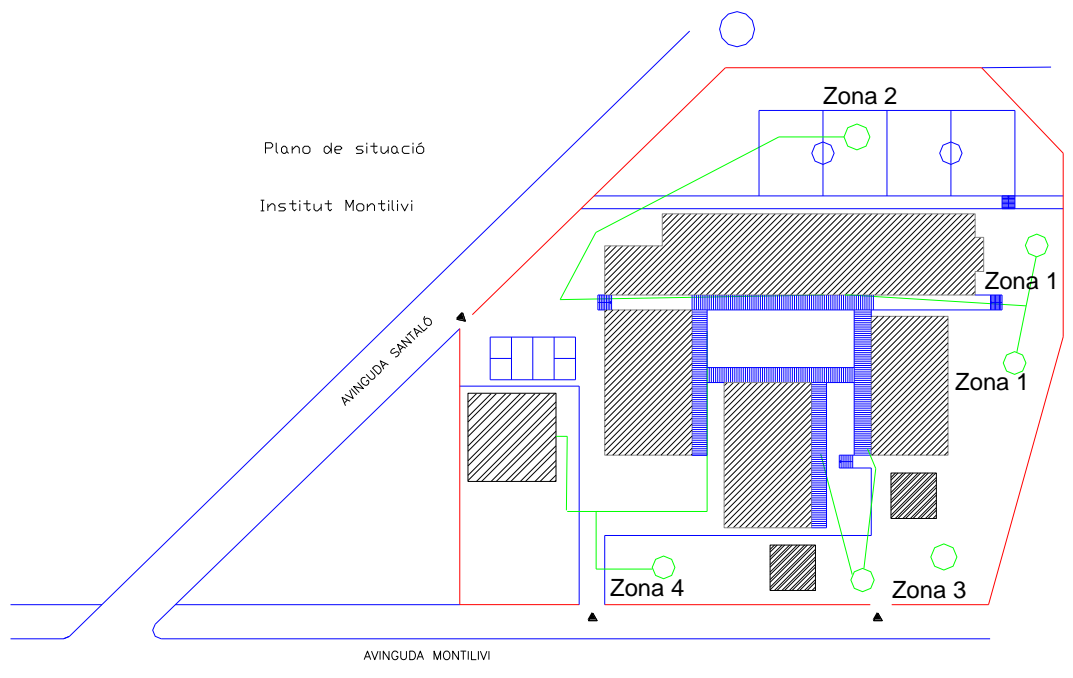 Zona 2
Plano de situació
Institut Montilivi
Zona 1
AVINGUDA SANTALÓ
Zona 1
Zona 4
Zona 3
AVINGUDA MONTILIVI